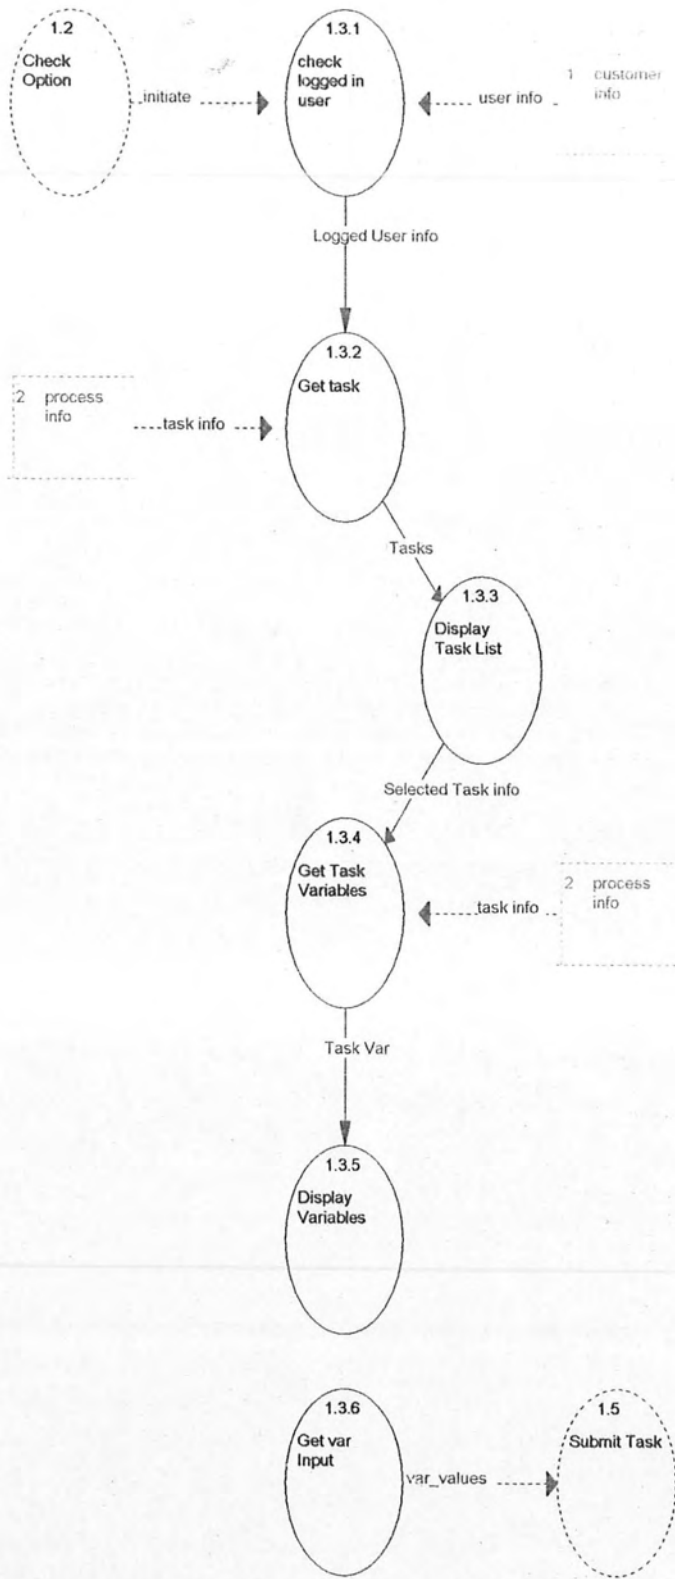 1.2
Check
Option
initiate
1.3.1
check
logged in
user
user info
1 customer
info
Logged User info
1.3.2
Get task
2 process
info
task info
Tasks
1.3.3
Display
Task List
Selected Task info
1.3.4
Get Task
Variables
task info
2 process
info
Task Var
1.3.5
Display
Variables
1.3.6
Get var
Input
var_values
1.5
Submit Task